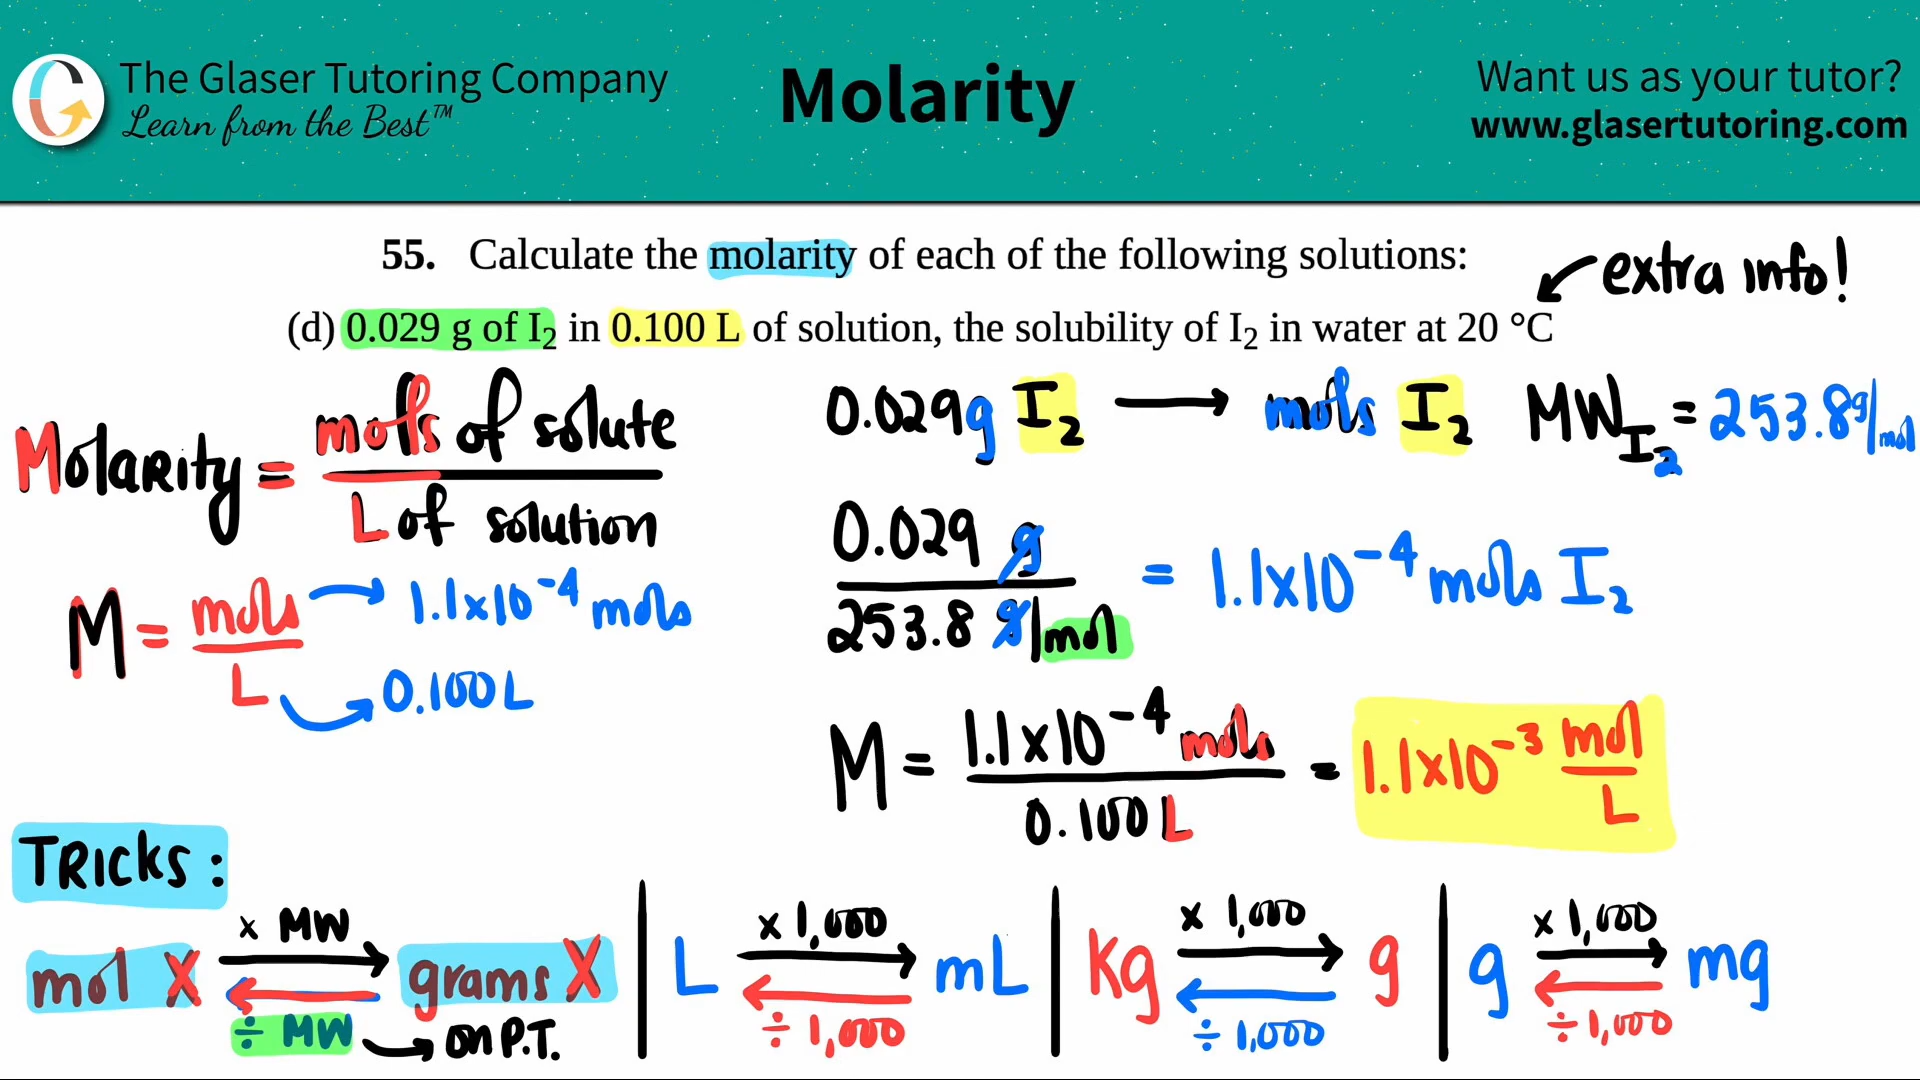 The Glaser Tutoring Company
Learn from the Best™
Molarity
Want us as your tutor?
www.glasertutoring.com
55. Calculate the molarity of each of the following solutions:
extra info!
(d) 0.029 g of I₂ in 0.100 L of solution, the solubility of I₂ in water at 20 °C
Molarity = mols of solute / L of solution
0.029g I₂ → mols I₂
MW I₂ = 253.8 g/mol
0.029 g / 253.8 g/mol = 1.1x10⁻⁴ mols I₂
M = mols / L
1.1x10⁻⁴ mols
0.100 L
M = 1.1x10⁻⁴ mols / 0.100 L = 1.1x10⁻³ mol / L
TRICKS:
x MW
mol X → grams X
÷ MW → on P.T.
x 1,000
L → mL
÷ 1,000
x 1,000
Kg → g
÷ 1,000
x 1,000
g → mg
÷ 1,000